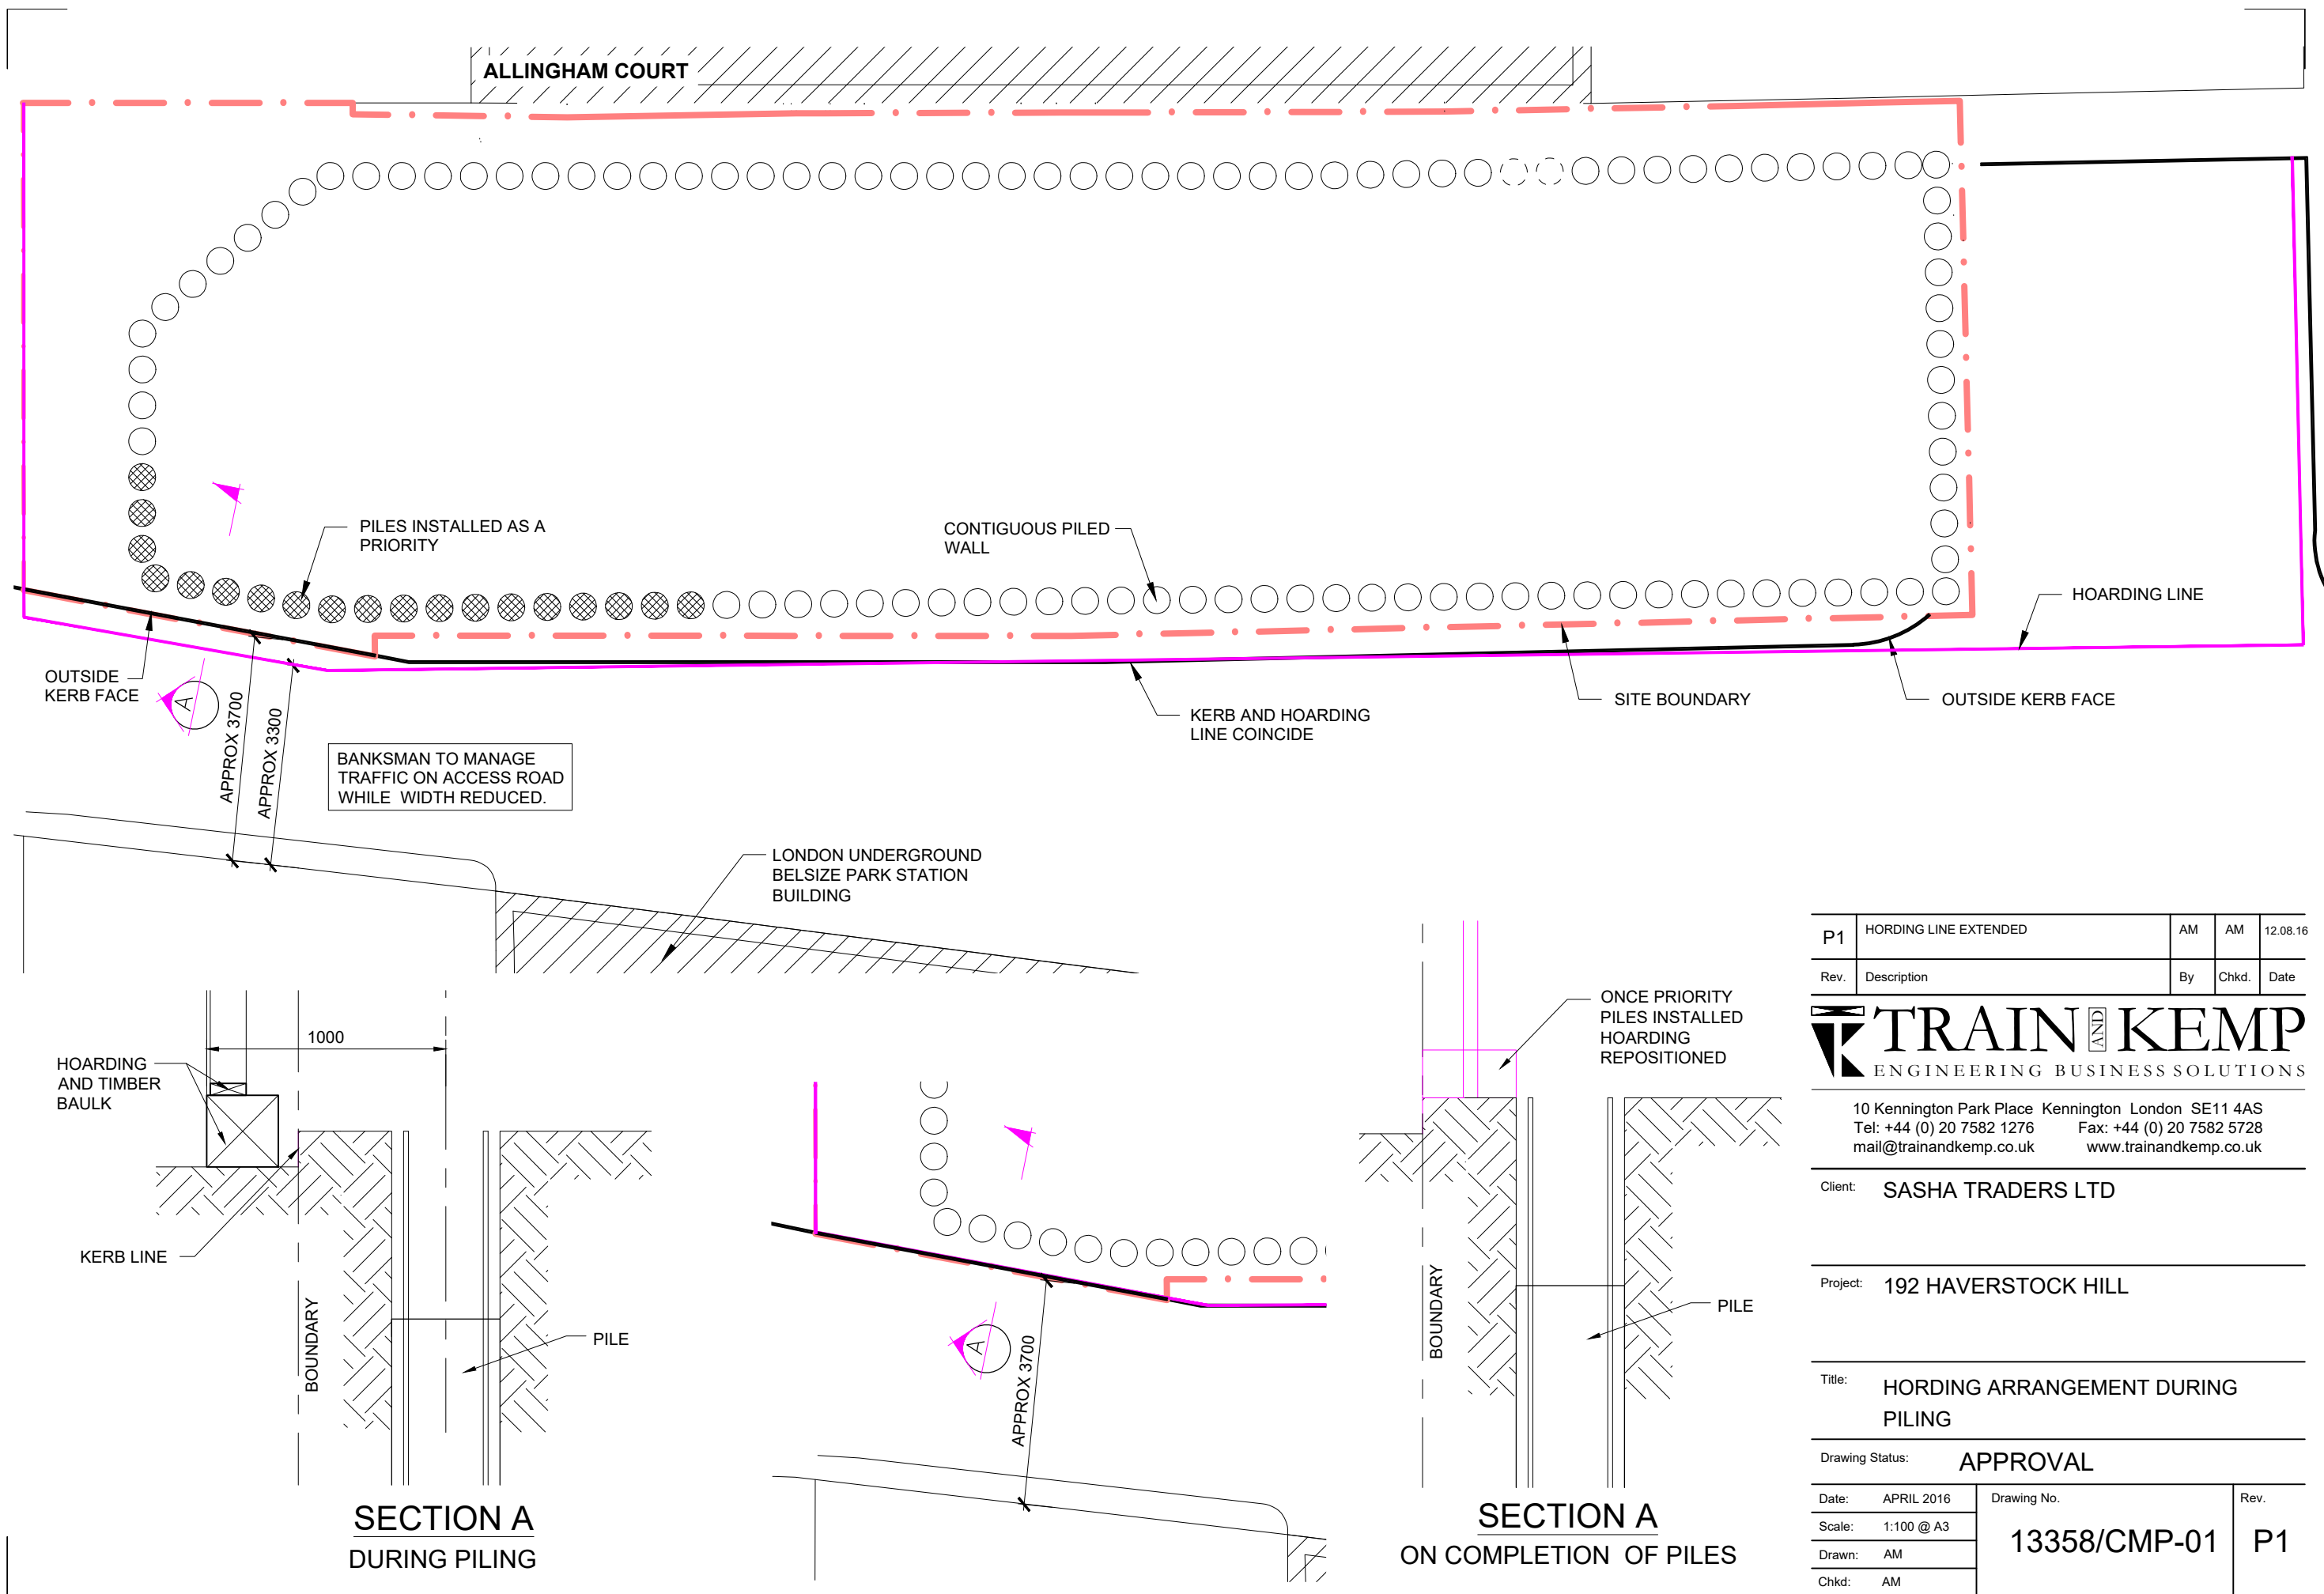 ALLINGHAM COURT
PILES INSTALLED AS A
PRIORITY
CONTIGUOUS PILED
WALL
HOARDING LINE
OUTSIDE
KERB FACE
A
APPROX 3700
APPROX 3300
KERB AND HOARDING
LINE COINCIDE
SITE BOUNDARY
OUTSIDE KERB FACE
BANKSMAN TO MANAGE
TRAFFIC ON ACCESS ROAD
WHILE WIDTH REDUCED.
LONDON UNDERGROUND
BELSIZE PARK STATION
BUILDING
1000
HOARDING
AND TIMBER
BAULK
KERB LINE
BOUNDARY
PILE
SECTION A
DURING PILING
A
APPROX 3700
ONCE PRIORITY
PILES INSTALLED
HOARDING
REPOSITIONED
BOUNDARY
PILE
SECTION A
ON COMPLETION OF PILES
P1 HORDING LINE EXTENDED AM AM 12.08.16
Rev. Description By Chkd. Date
TRAIN AND KEMP
ENGINEERING BUSINESS SOLUTIONS
10 Kennington Park Place Kennington London SE11 4AS
Tel: +44 (0) 20 7582 1276 Fax: +44 (0) 20 7582 5728
mail@trainandkemp.co.uk www.trainandkemp.co.uk
Client: SASHA TRADERS LTD
Project: 192 HAVERSTOCK HILL
Title: HORDING ARRANGEMENT DURING
PILING
Drawing Status: APPROVAL
Date: APRIL 2016
Scale: 1:100 @ A3
Drawn: AM
Chkd: AM
Drawing No.
13358/CMP-01
Rev.
P1